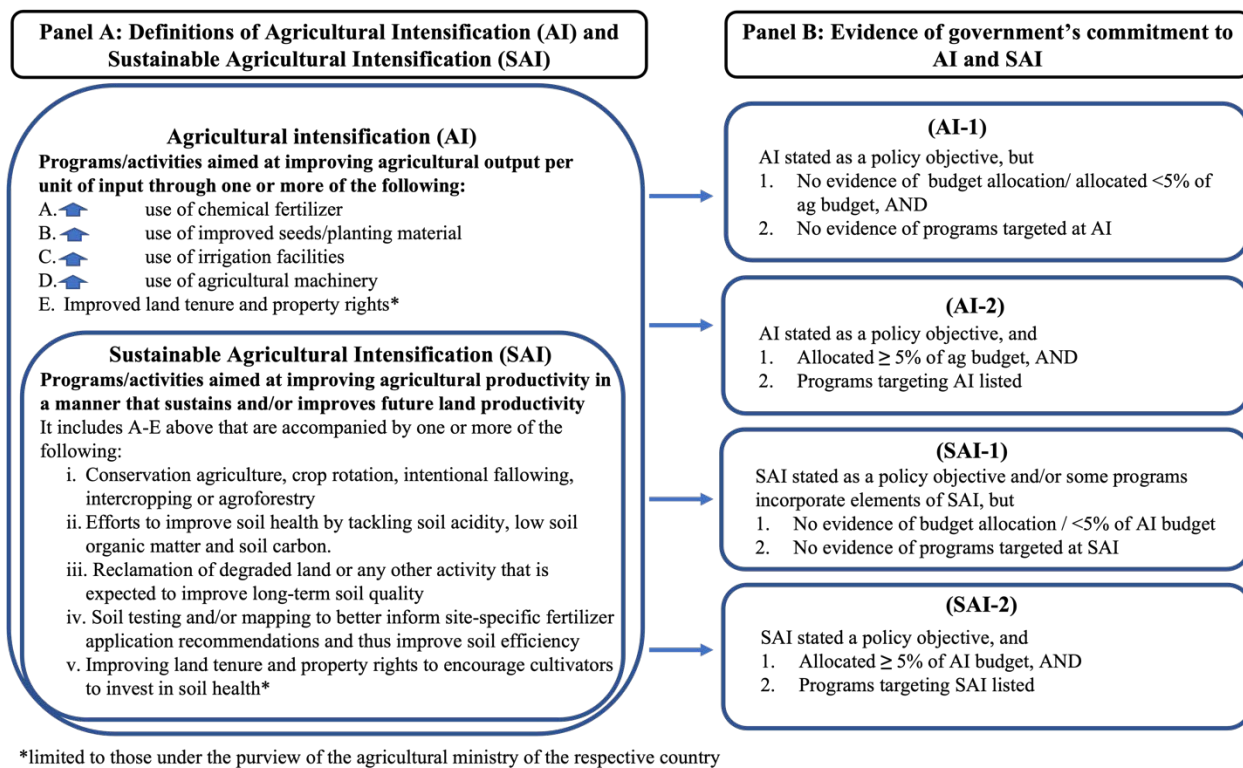 Panel A: Definitions of Agricultural Intensification (AI) and
Sustainable Agricultural Intensification (SAI)
Agricultural intensification (AI)
Programs/activities aimed at improving agricultural output per
unit of input through one or more of the following:
A. use of chemical fertilizer
B. use of improved seeds/planting material
C. use of irrigation facilities
D. use of agricultural machinery
E. Improved land tenure and property rights*
Sustainable Agricultural Intensification (SAI)
Programs/activities aimed at improving agricultural productivity in
a manner that sustains and/or improves future land productivity
It includes A-E above that are accompanied by one or more of the
following:
i. Conservation agriculture, crop rotation, intentional fallowing,
intercropping or agroforestry
ii. Efforts to improve soil health by tackling soil acidity, low soil
organic matter and soil carbon.
iii. Reclamation of degraded land or any other activity that is
expected to improve long-term soil quality
iv. Soil testing and/or mapping to better inform site-specific fertilizer
application recommendations and thus improve soil efficiency
v. Improving land tenure and property rights to encourage cultivators
to invest in soil health*
Panel B: Evidence of government’s commitment to
AI and SAI
(AI-1)
AI stated as a policy objective, but
1. No evidence of budget allocation/ allocated <5% of
ag budget, AND
2. No evidence of programs targeted at AI
(AI-2)
AI stated as a policy objective, and
1. Allocated ≥ 5% of ag budget, AND
2. Programs targeting AI listed
(SAI-1)
SAI stated as a policy objective and/or some programs
incorporate elements of SAI, but
1. No evidence of budget allocation / <5% of AI budget
2. No evidence of programs targeted at SAI
(SAI-2)
SAI stated a policy objective, and
1. Allocated ≥ 5% of AI budget, AND
2. Programs targeting SAI listed
*limited to those under the purview of the agricultural ministry of the respective country